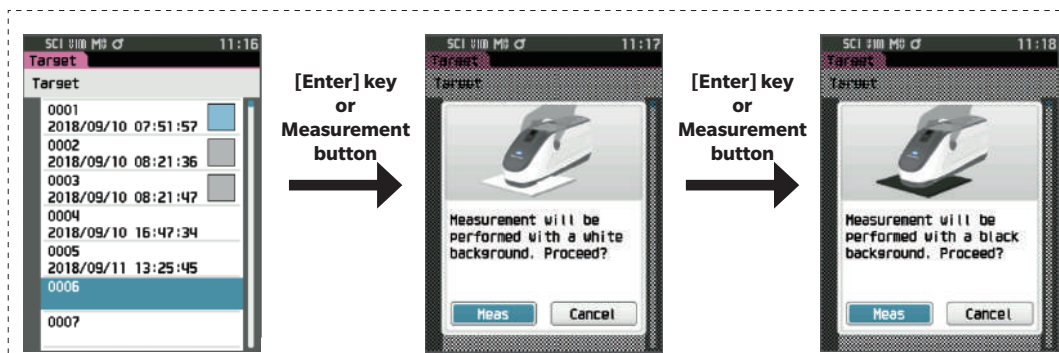 SCI M0 11:16
Target
Target
0001
2018/09/10 07:51:57
0002
2018/09/10 08:21:36
0003
2018/09/10 08:21:47
0004
2018/09/10 16:47:34
0005
2018/09/11 13:25:45
0006
0007
[Enter] key
or
Measurement
button
SCI M0 11:17
Target
Target
Measurement will be
performed with a white
background. Proceed?
Meas Cancel
[Enter] key
or
Measurement
button
SCI M0 11:18
Target
Target
Measurement will be
performed with a black
background. Proceed?
Meas Cancel